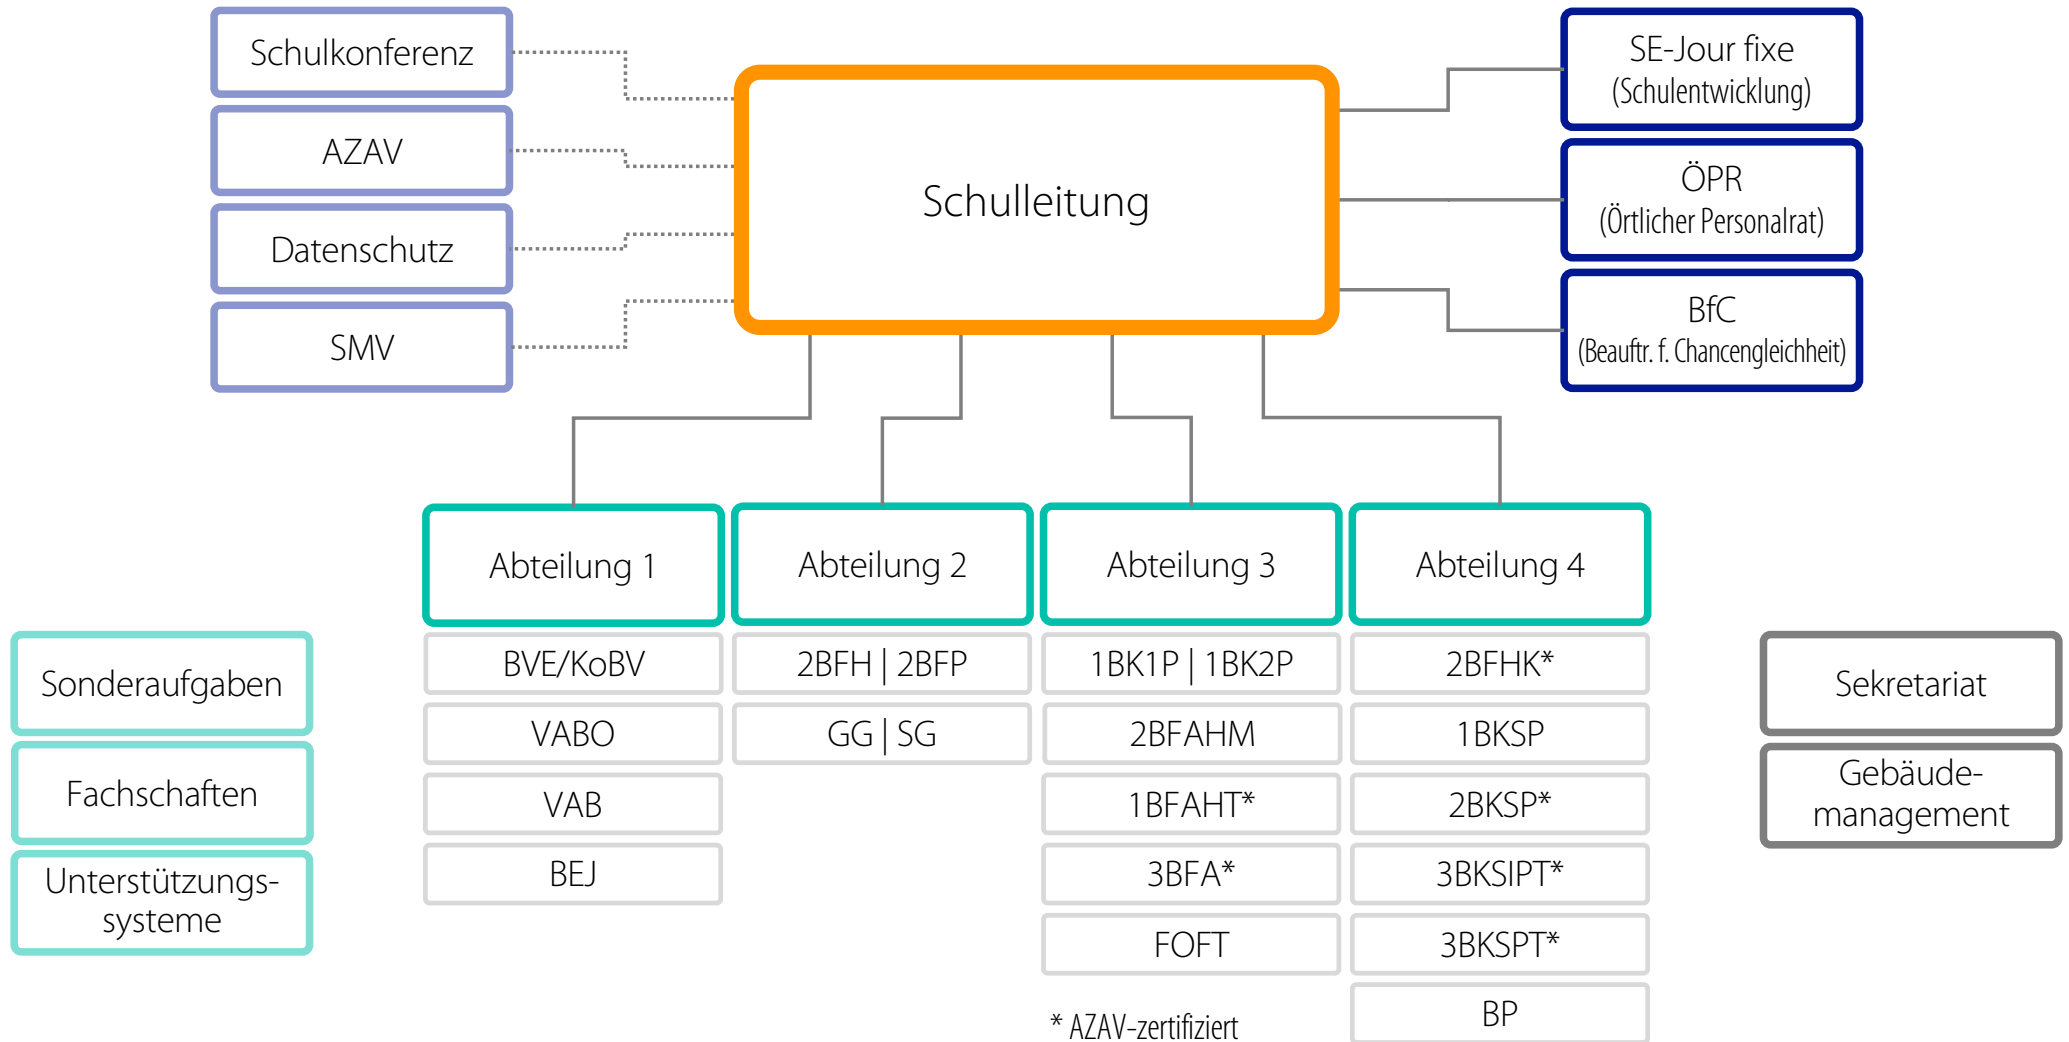 Schulkonferenz
AZAV
Datenschutz
SMV
Schulleitung
SE-Jour fixe
(Schulentwicklung)
ÖPR
(Örtlicher Personalrat)
BfC
(Beauftr. f. Chancengleichheit)
Abteilung 1
Abteilung 2
Abteilung 3
Abteilung 4
BVE/KoBV
VABO
VAB
BEJ
2BFH | 2BFP
GG | SG
1BK1P | 1BK2P
2BFAHM
1BFAHT*
3BFA*
FOFT
2BFHK*
1BKSP
2BKSP*
3BKSIPT*
3BKSPT*
BP
* AZAV-zertifiziert
Sonderaufgaben
Fachschaften
Unterstützungs-
systeme
Sekretariat
Gebäude-
management